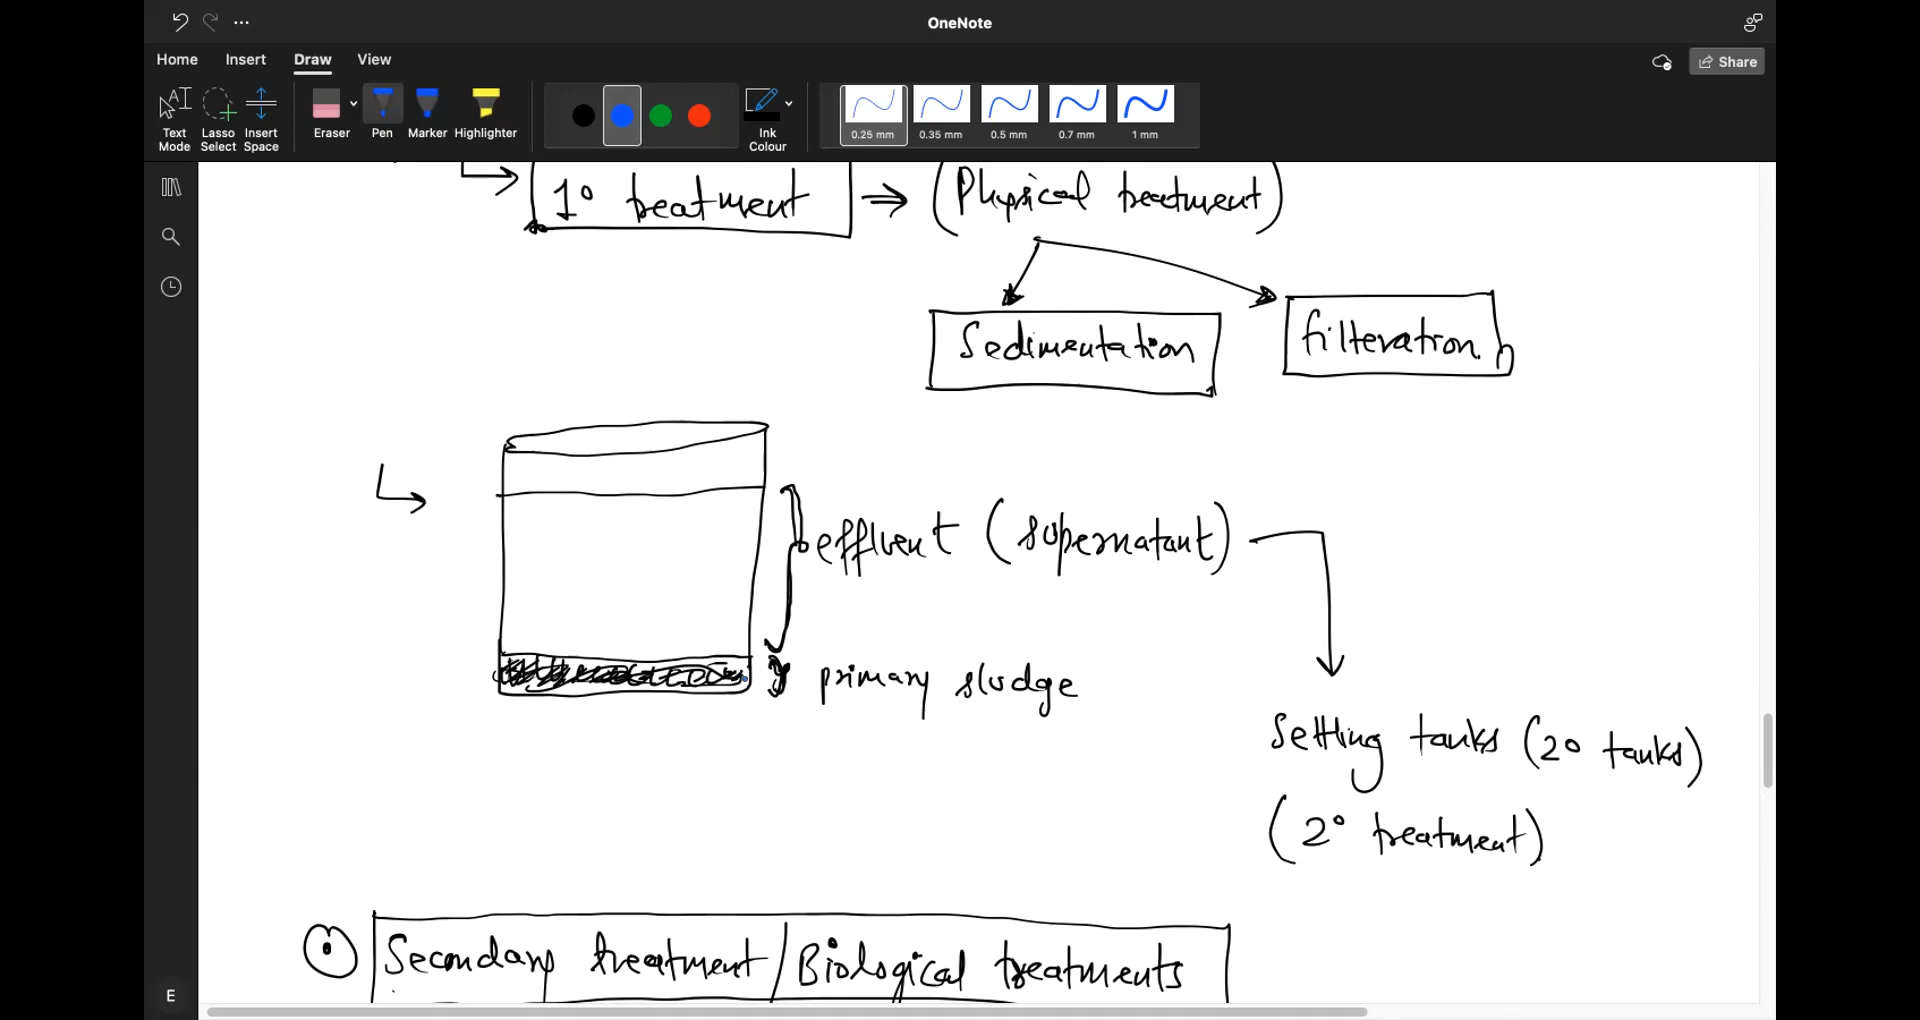 OneNote
Home Insert Draw View
Share
Text Mode
Lasso Select
Insert Space
Eraser
Pen
Marker
Highlighter
Ink Colour
0.25 mm
0.35 mm
0.5 mm
0.7 mm
1 mm
1° treatment ⇒ (Physical treatment)
Sedimentation
filteration
effluent (supernatant)
primary sludge
Settling tanks (2° tanks)
(2° treatment)
Secondary treatment / Biological treatments
E